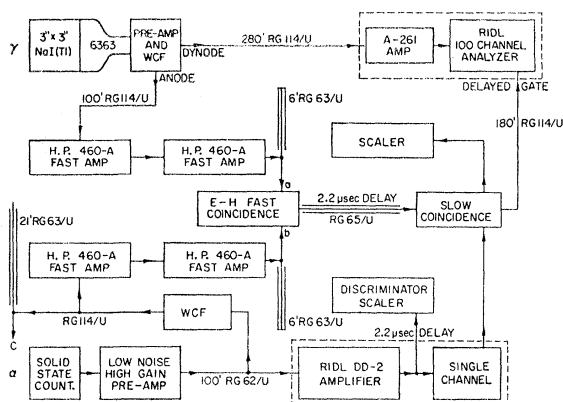 γ
3"x 3"
NaI(Tl)
6363
PRE-AMP
AND
WCF
DYNODE
280' RG 114/U
A-261
AMP
RIDL
100 CHANNEL
ANALYZER
ANODE
DELAYED GATE
100' RG114/U
6' RG 63/U
180' RG114/U
H.P. 460-A
FAST AMP
H.P. 460-A
FAST AMP
SCALER
a
E-H FAST
COINCIDENCE
2.2 μsec DELAY
RG65/U
SLOW
COINCIDENCE
b
21' RG63/U
H.P. 460-A
FAST AMP
H.P. 460-A
FAST AMP
DISCRIMINATOR
SCALER
RG114/U
WCF
6' RG 63/U
2.2 μsec DELAY
C
α
SOLID
STATE
COUNT.
LOW NOISE
HIGH GAIN
PRE-AMP
100' RG 62/U
RIDL DD-2
AMPLIFIER
SINGLE
CHANNEL